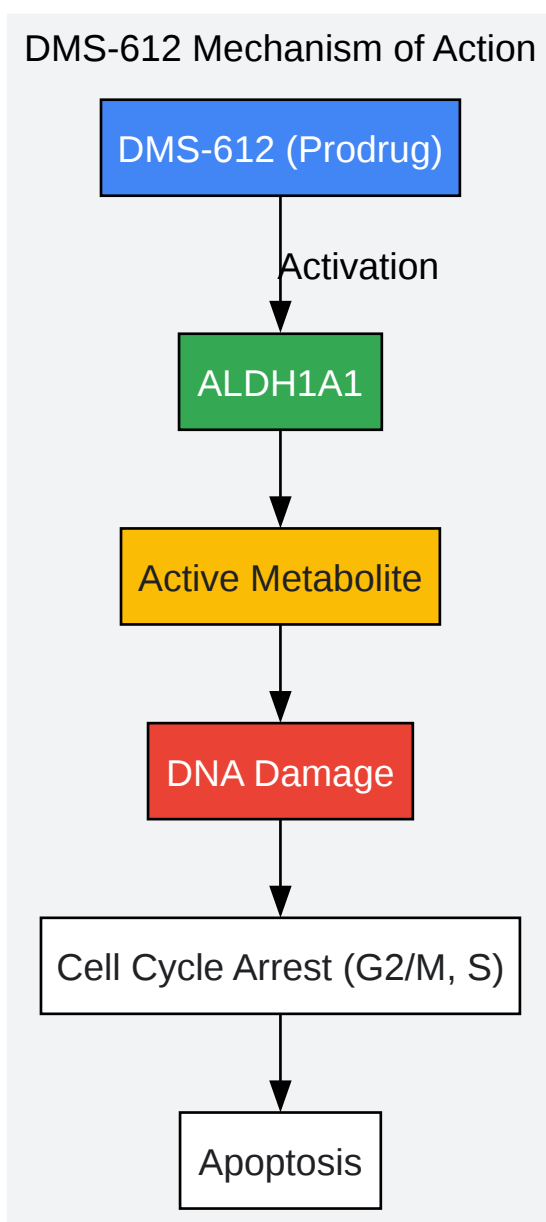 DMS-612 Mechanism of Action
DMS-612 (Prodrug)
Activation
ALDH1A1
Active Metabolite
DNA Damage
Cell Cycle Arrest (G2/M, S)
Apoptosis